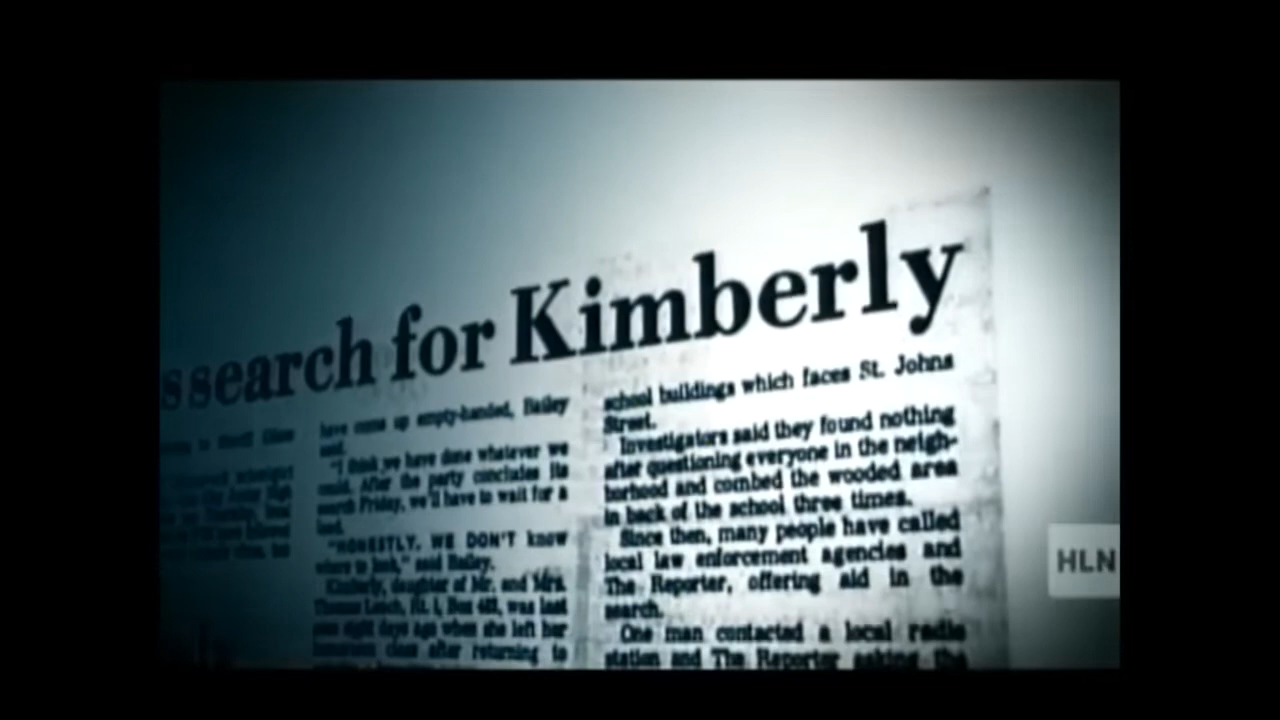 s search for Kimberly
have come up empty-handed, Bailey
said.
"I think we have done whatever we
could. After the party concludes its
search Friday, we'll have to wait for a
lead.
"HONESTLY, WE DON'T know
where to look," said Bailey.
Kimberly, daughter of Mr. and Mrs.
Thomas Leach, Rt. 1, Box was last
seen eight days ago when she left her
homeroom class after returning to
school buildings which faces St. Johns
Street.
Investigators said they found nothing
after questioning everyone in the neigh-
borhood and combed the wooded area
in back of the school three times.
Since then, many people have called
local law enforcement agencies and
The Reporter, offering aid in the
search.
One man contacted a local radio
station and The Reporter asking the
HLN